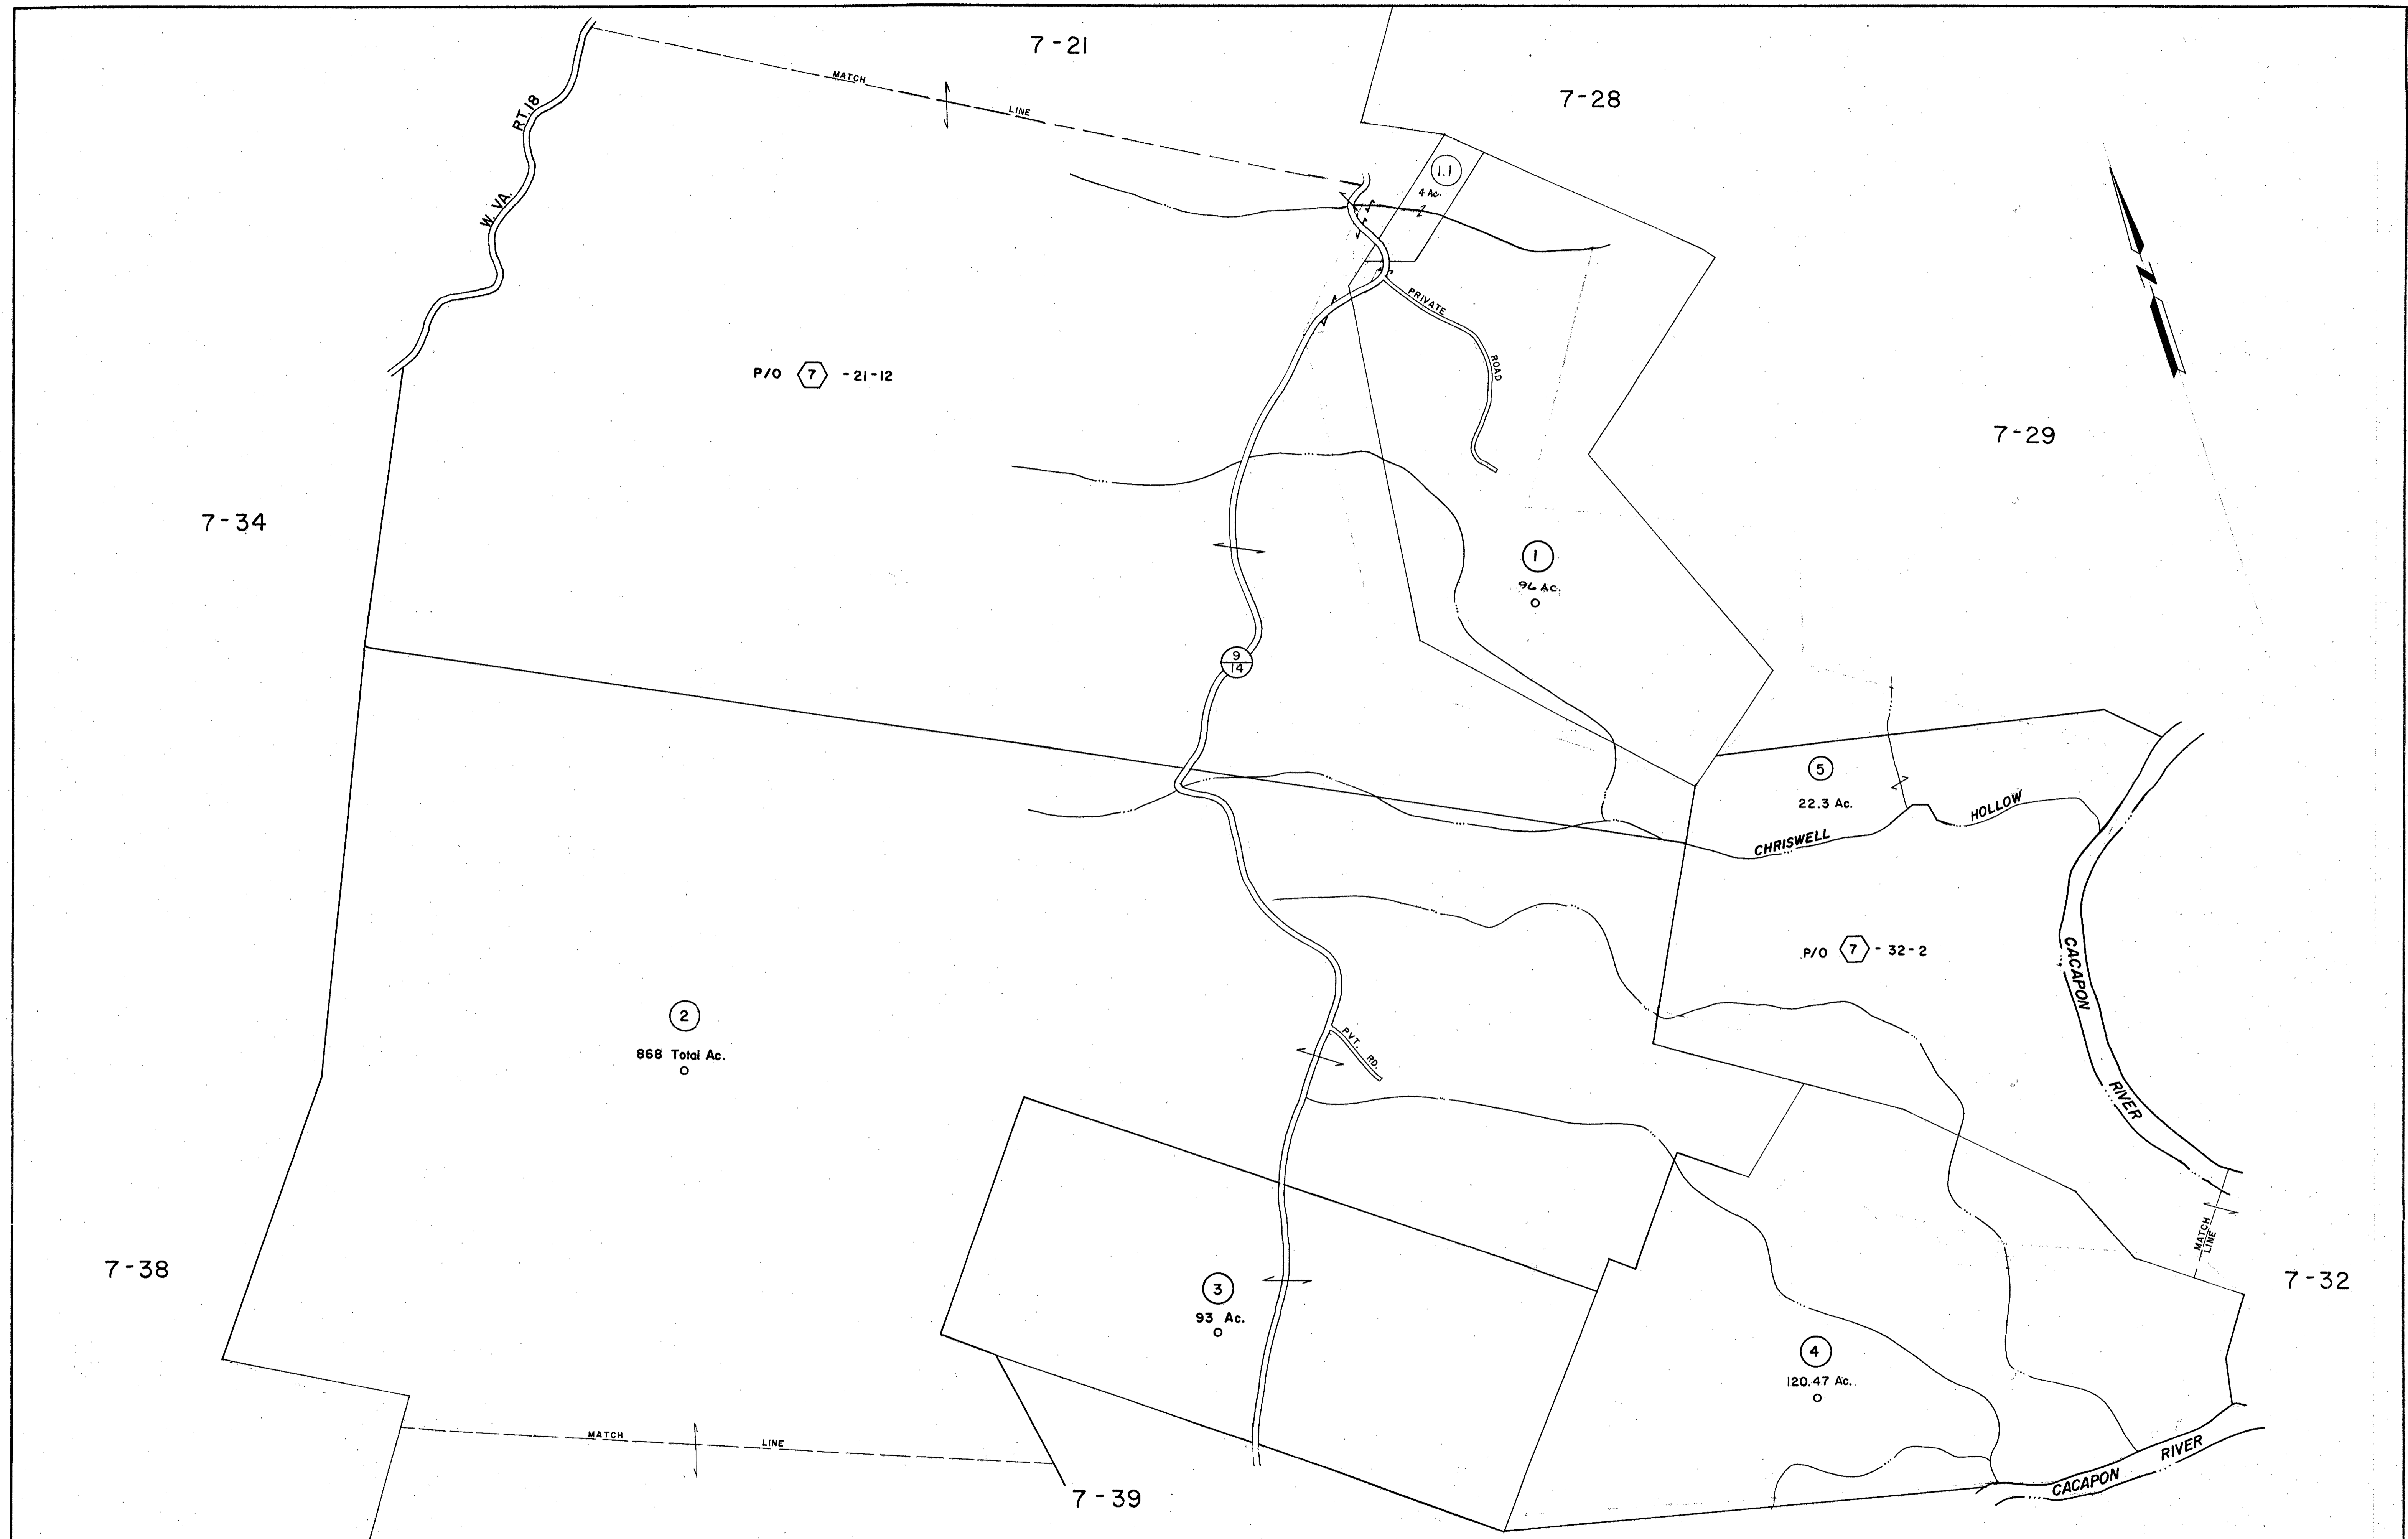 7-21
MATCH
LINE
7-28
RT. 18
W. VA.
1.1
4 Ac.
Z
N
PRIVATE
ROAD
P/O 7 -21-12
7-29
7-34
1
96 AC.
9
14
5
22.3 Ac.
CHRISWELL
HOLLOW
P/O 7 - 32-2
CACAPON
RIVER
2
868 Total Ac.
PVT. RD.
MATCH
LINE
7-38
7-32
3
93 Ac.
4
120.47 Ac.
MATCH
LINE
CACAPON
RIVER
7-39